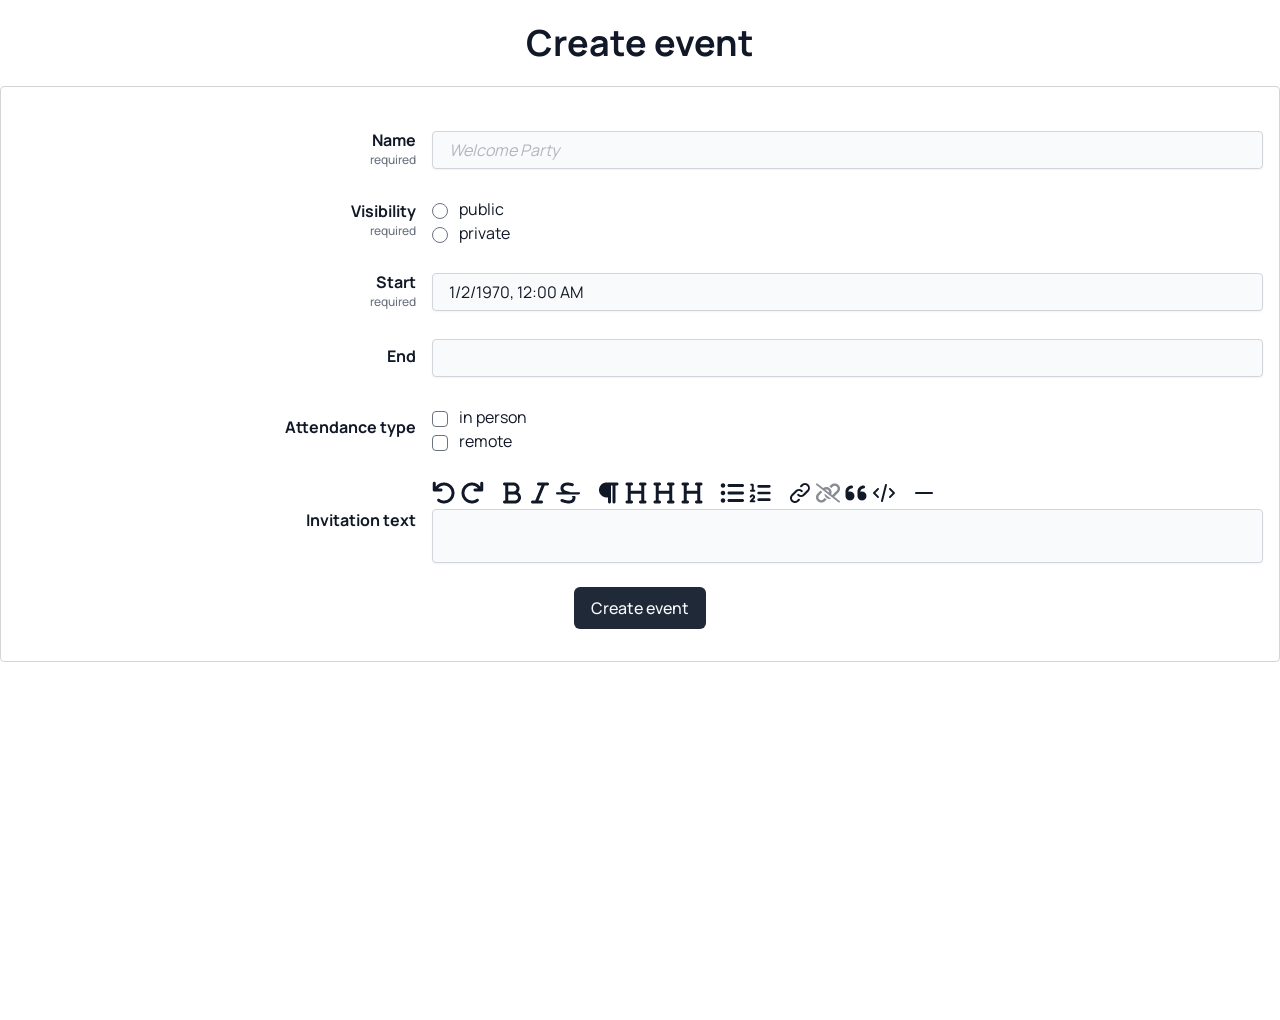 Create event
Name
required
Welcome Party
Visibility
required
public
private
Start
required
1/2/1970, 12:00 AM
End
Attendance type
in person
remote
Invitation text
Create event